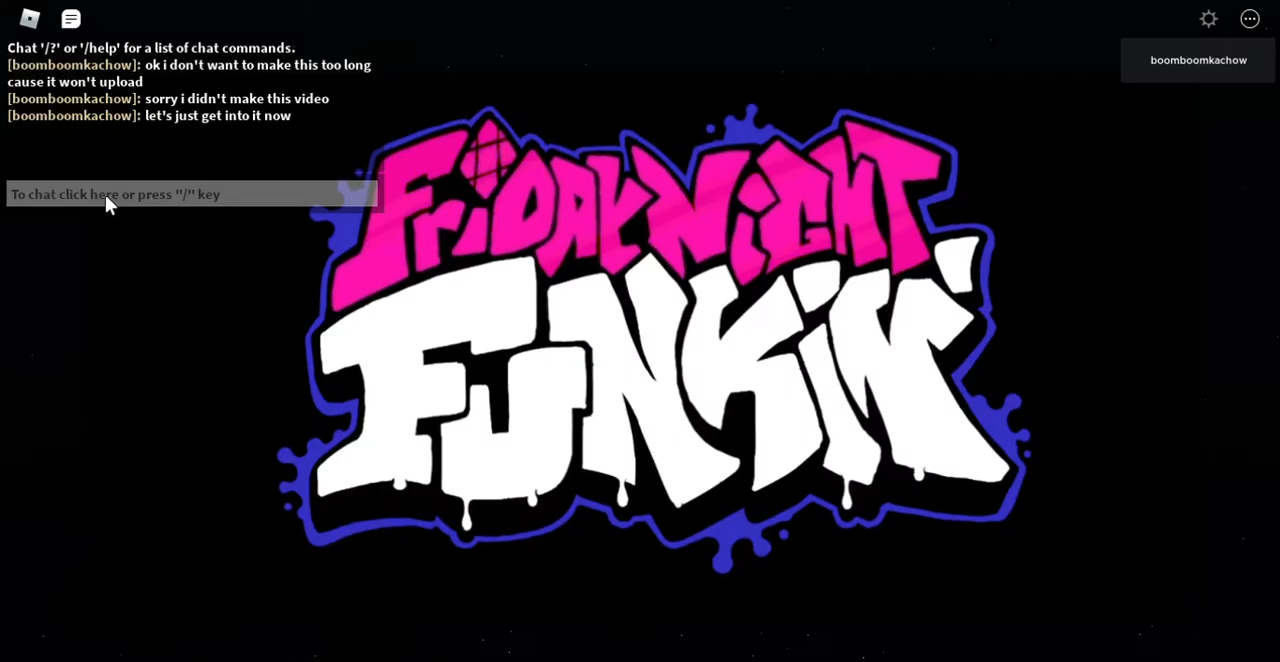 Chat '/?' or '/help' for a list of chat commands.
[boomboomkachow]: ok i don't want to make this too long
cause it won't upload
[boomboomkachow]: sorry i didn't make this video
[boomboomkachow]: let's just get into it now
To chat click here or press "/" key
boomboomkachow
FRiDAY NiGHT
FUNKiN'